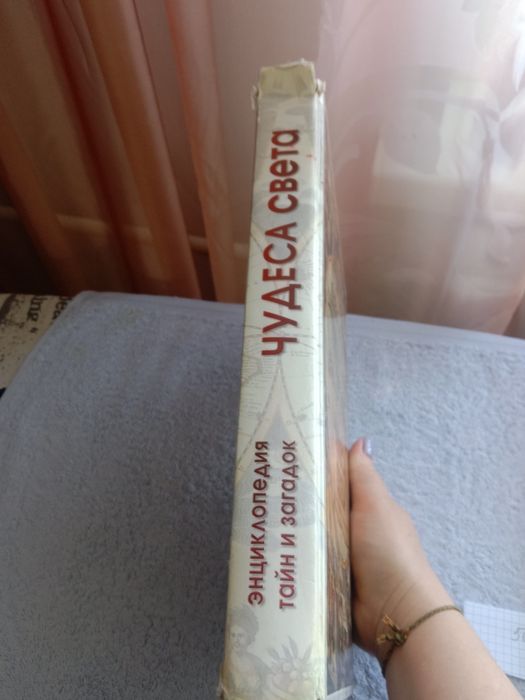 энциклопедия
тайн и загадок
ЧУДЕСА света